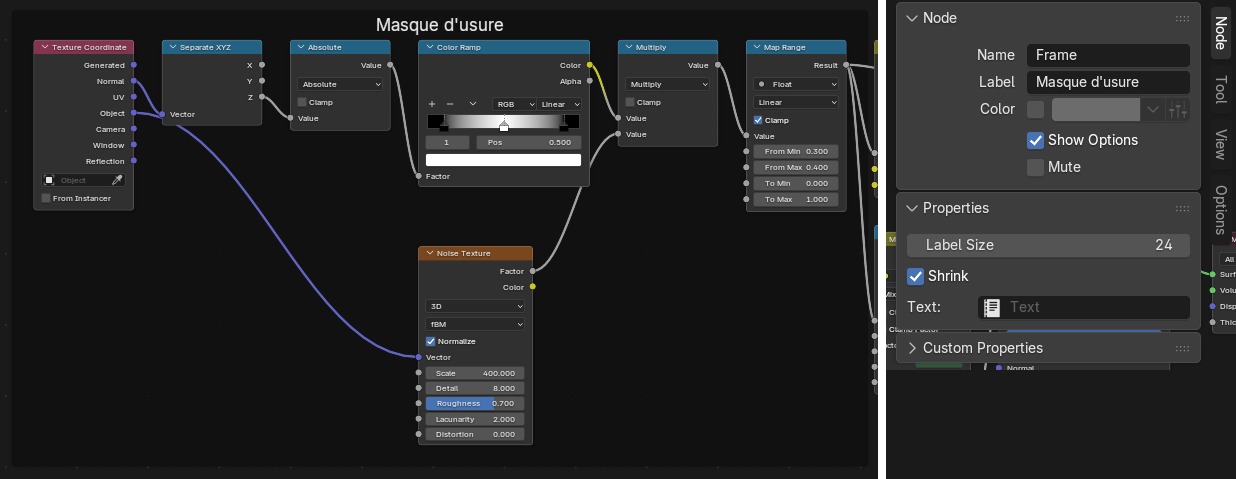 Masque d'usure
Texture Coordinate
Generated
Normal
UV
Object
Camera
Window
Reflection
Object
From Instancer
Separate XYZ
X
Y
Z
Vector
Absolute
Value
Absolute
Clamp
Value
Color Ramp
Color
Alpha
RGB
Linear
1
Pos 0.500
Factor
Multiply
Value
Multiply
Clamp
Value
Value
Map Range
Result
Float
Linear
Clamp
Value
From Min 0.300
From Max 0.400
To Min 0.000
To Max 1.000
Noise Texture
Factor
Color
3D
fBM
Normalize
Vector
Scale 400.000
Detail 8.000
Roughness 0.700
Lacunarity 2.000
Distortion 0.000
Node
Name Frame
Label Masque d'usure
Color
Show Options
Mute
Properties
Label Size 24
Shrink
Text: Text
Custom Properties
Normal
Node
Tool
View
Options
All